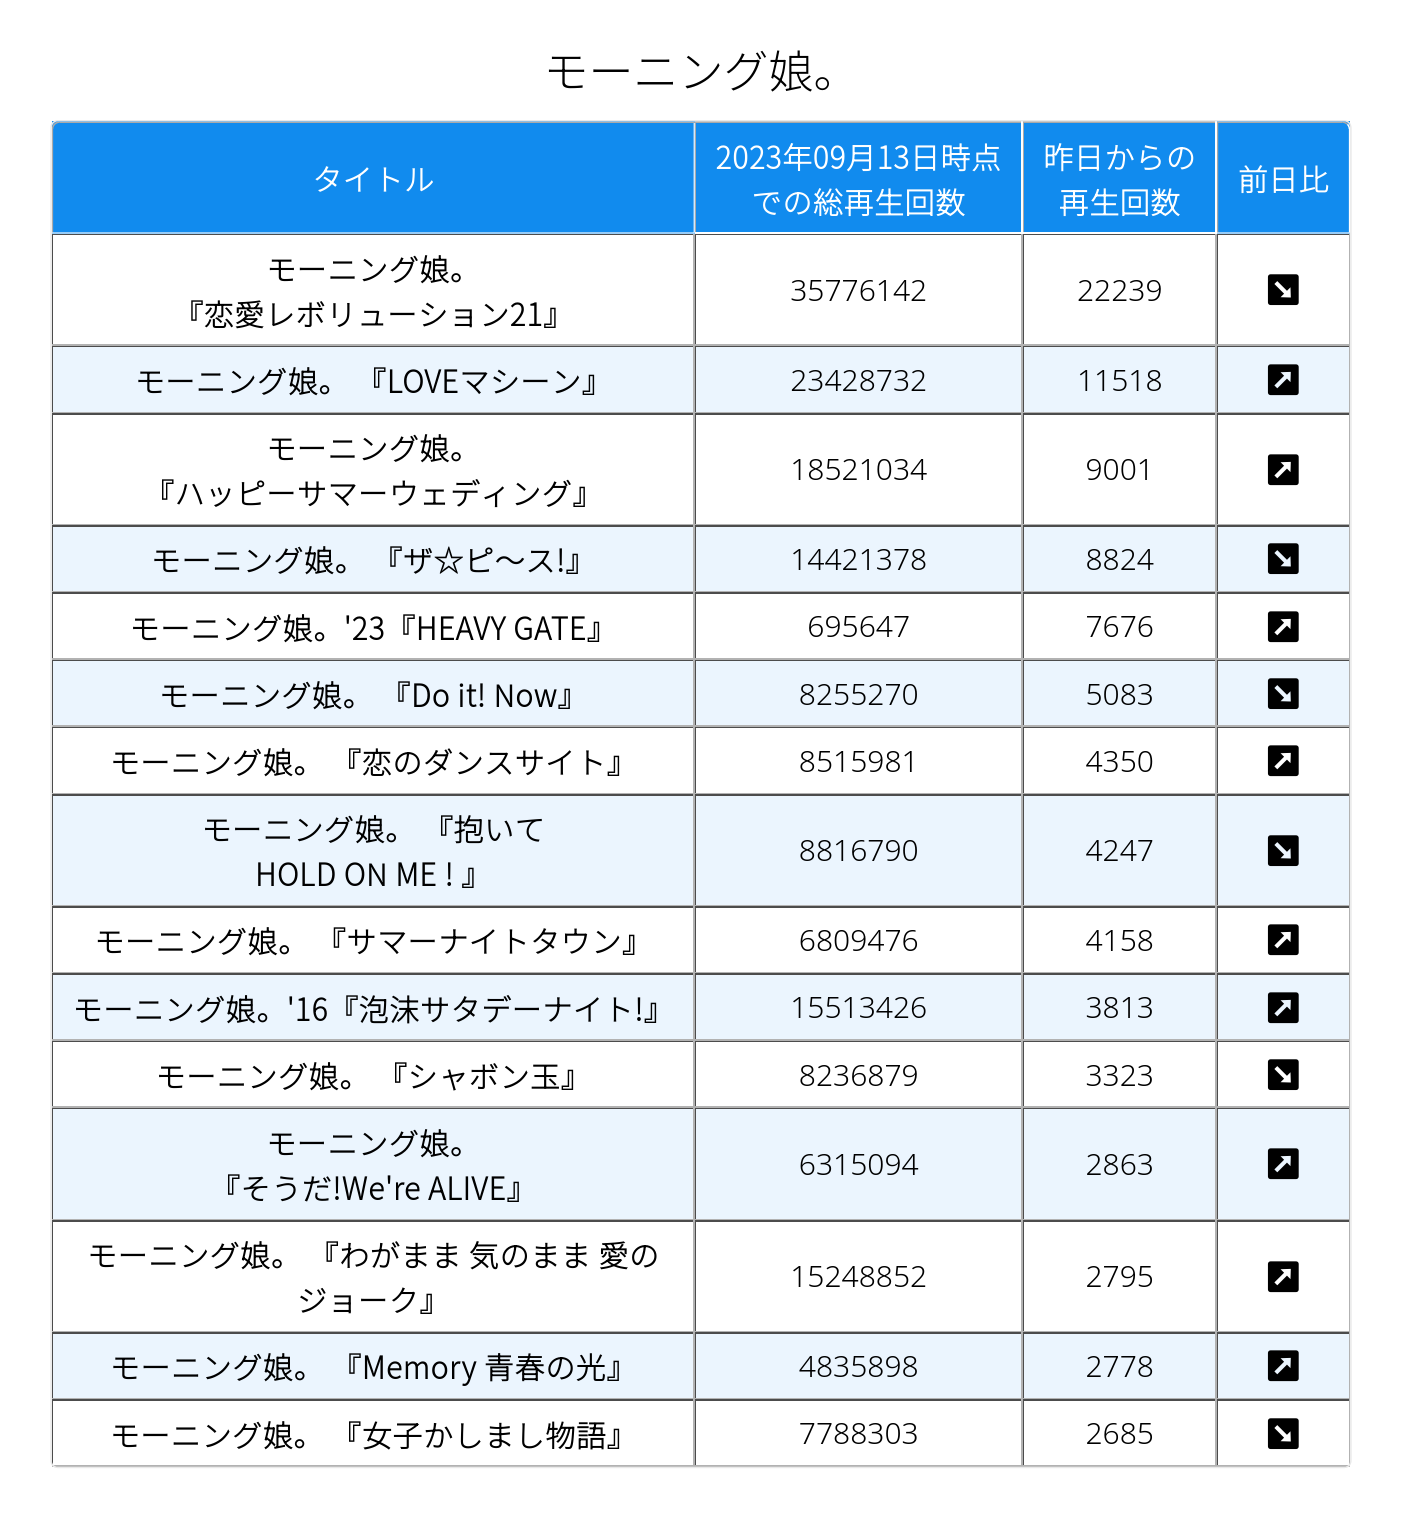 モーニング娘。
タイトル
2023年09月13日時点
での総再生回数
昨日からの
再生回数
前日比
モーニング娘。
『恋愛レボリューション21』
35776142
22239
モーニング娘。 『LOVEマシーン』
23428732
11518
モーニング娘。
『ハッピーサマーウェディング』
18521034
9001
モーニング娘。 『ザ☆ピ〜ス!』
14421378
8824
モーニング娘。'23『HEAVY GATE』
695647
7676
モーニング娘。 『Do it! Now』
8255270
5083
モーニング娘。 『恋のダンスサイト』
8515981
4350
モーニング娘。 『抱いて
HOLD ON ME ! 』
8816790
4247
モーニング娘。 『サマーナイトタウン』
6809476
4158
モーニング娘。'16『泡沫サタデーナイト!』
15513426
3813
モーニング娘。 『シャボン玉』
8236879
3323
モーニング娘。
『そうだ!We're ALIVE』
6315094
2863
モーニング娘。 『わがまま 気のまま 愛の
ジョーク』
15248852
2795
モーニング娘。 『Memory 青春の光』
4835898
2778
モーニング娘。 『女子かしまし物語』
7788303
2685